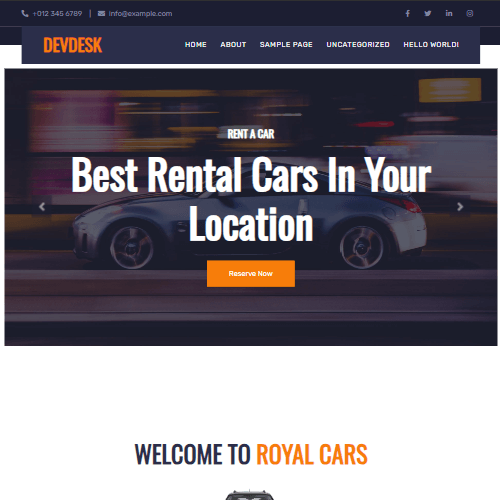 +012 345 6789 | info@example.com
DEVDESK
HOME ABOUT SAMPLE PAGE UNCATEGORIZED HELLO WORLD!
RENT A CAR
Best Rental Cars In Your
Location
Reserve Now
WELCOME TO ROYAL CARS